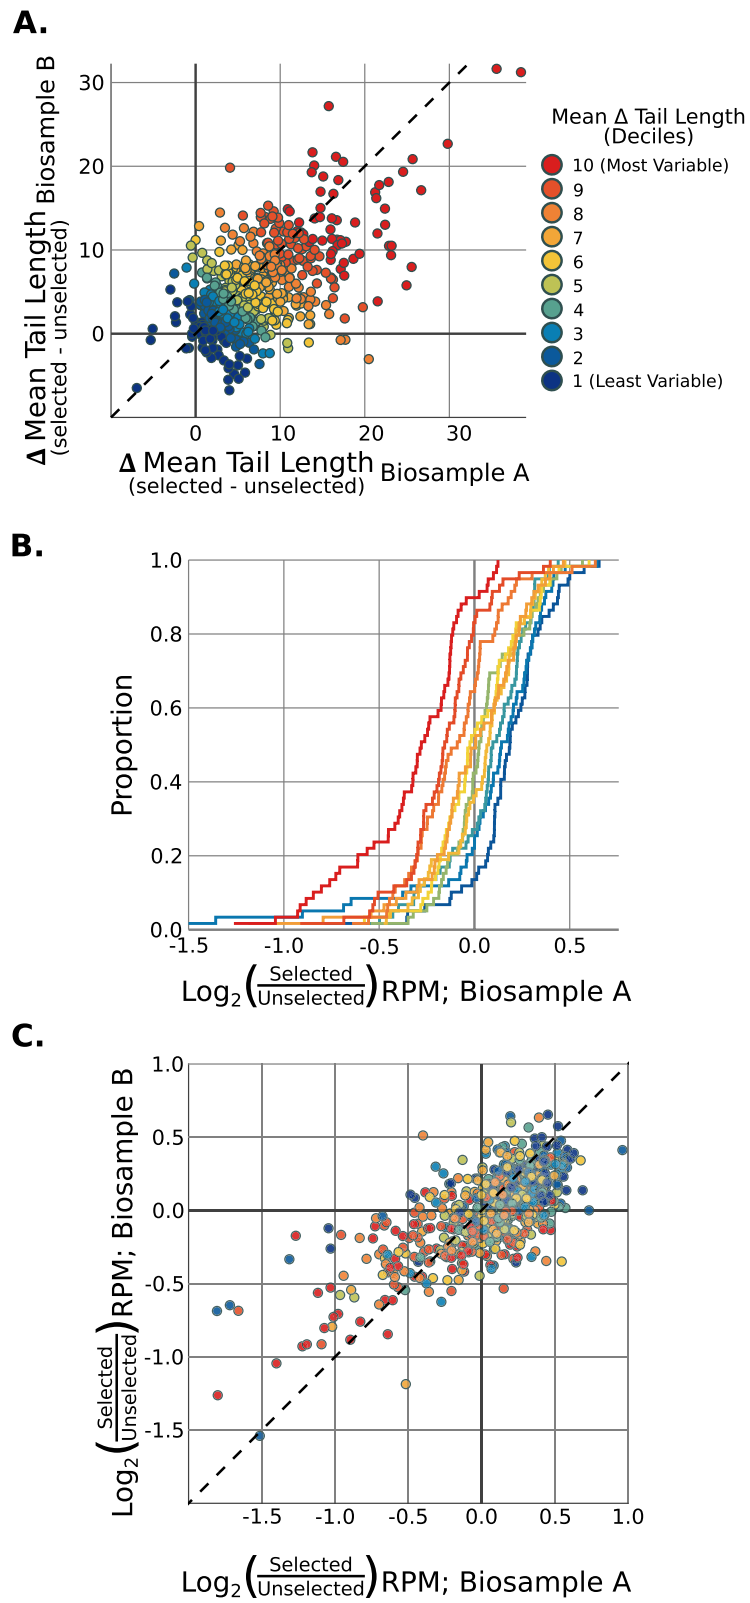 A.
Δ Mean Tail Length Biosample B
(selected - unselected)
30
20
10
0
0
10
20
30
Δ Mean Tail Length Biosample A
(selected - unselected)
Mean Δ Tail Length
(Deciles)
10 (Most Variable)
9
8
7
6
5
4
3
2
1 (Least Variable)
B.
Proportion
1.0
0.8
0.6
0.4
0.2
0.0
-1.5
-1.0
-0.5
0.0
0.5
Log2(Selected/Unselected)RPM; Biosample A
C.
Log2(Selected/Unselected)RPM; Biosample B
1.0
0.5
0.0
-0.5
-1.0
-1.5
-1.5
-1.0
-0.5
0.0
0.5
1.0
Log2(Selected/Unselected)RPM; Biosample A